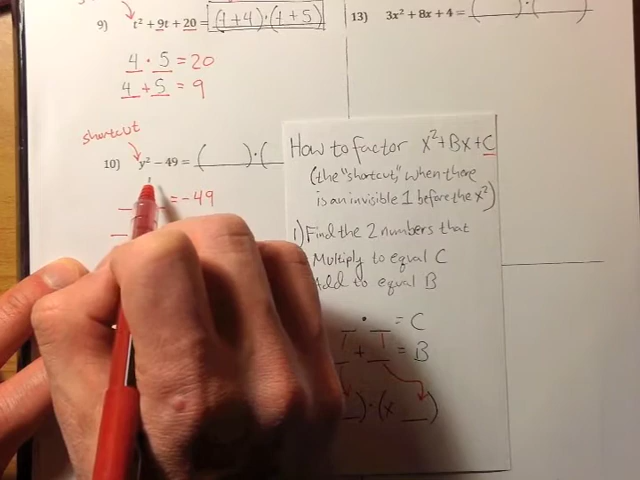 9) t² + 9t + 20 = (t+4)·(t+5)
4 · 5 = 20
4 + 5 = 9
13) 3x² + 8x + 4 = ( )·( )
shortcut
10) y² − 49 = ( )·(
= -49
How to factor x²+Bx+C
(the "shortcut," when there
is an invisible 1 before the x²)
1) Find the 2 numbers that
Multiply to equal C
Add to equal B
_ · _ = C
_ + _ = B
)·(x _)